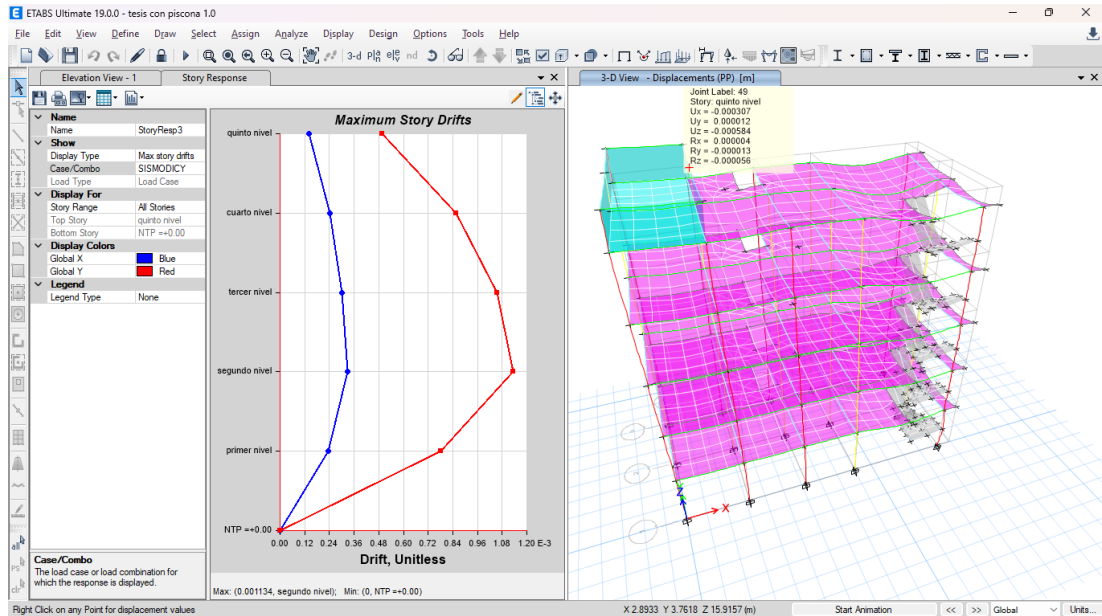 ETABS Ultimate 19.0.0 - tesis con piscona 1.0
File Edit View Define Draw Select Assign Analyze Display Design Options Tools Help
3-d
nd
Elevation View - 1
Story Response
Name
Name StoryResp3
Show
Display Type Max story drifts
Case/Combo SISMODICY
Load Type Load Case
Display For
Story Range All Stories
Top Story quinto nivel
Bottom Story NTP =+0.00
Display Colors
Global X Blue
Global Y Red
Legend
Legend Type None
Case/Combo
The load case or load combination for
which the response is displayed.
Maximum Story Drifts
quinto nivel
cuarto nivel
tercer nivel
segundo nivel
primer nivel
NTP =+0.00
0.00 0.12 0.24 0.36 0.48 0.60 0.72 0.84 0.96 1.08 1.20 E-3
Drift, Unitless
Max: (0.001134, segundo nivel); Min: (0, NTP =+0.00)
3-D View - Displacements (PP) [m]
Joint Label: 49
Story: quinto nivel
Ux = -0.000307
Uy = 0.000012
Uz = -0.000584
Rx = 0.000004
Ry = -0.000013
Rz = -0.000056
Z
X
all
PS
clr
Right Click on any Point for displacement values
X 2.8933 Y 3.7618 Z 15.9157 (m)
Start Animation
<< >>
Global
Units...